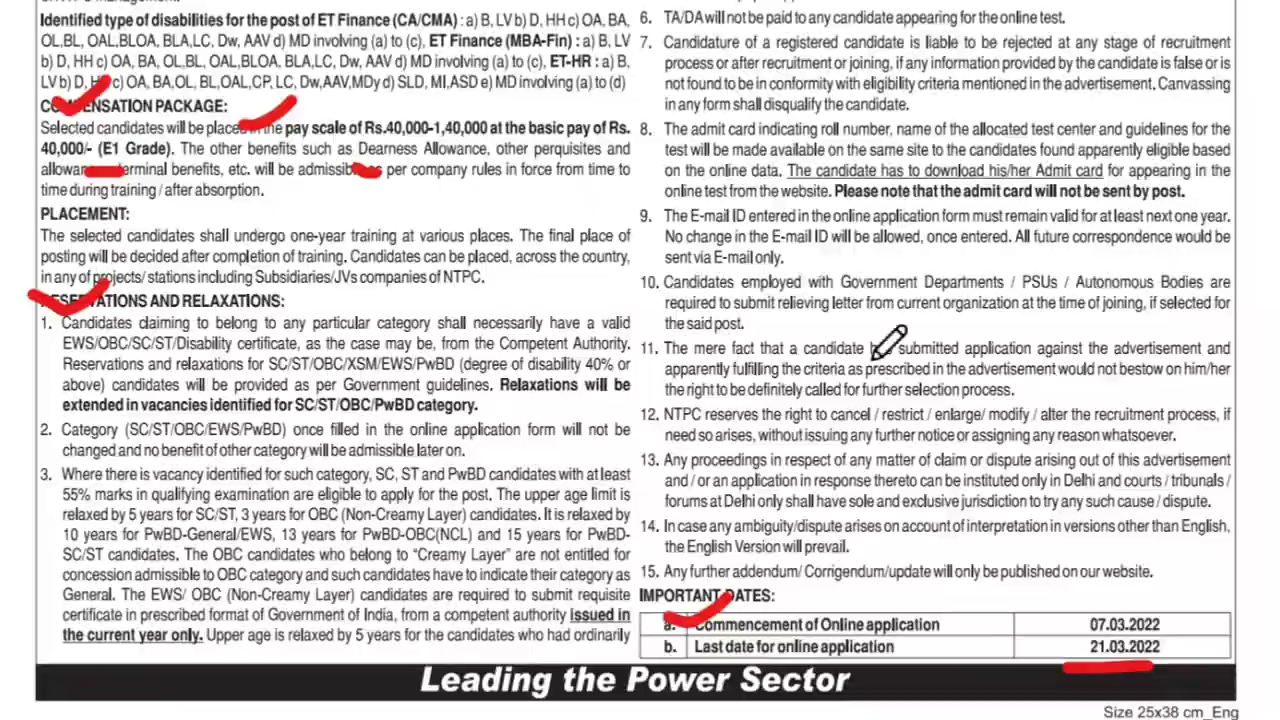 Identified type of disabilities for the post of ET Finance (CA/CMA) : a) B, LV b) D, HH c) OA, BA,
OL,BL, OAL,BLOA, BLA,LC, Dw, AAV d) MD involving (a) to (c), ET Finance (MBA-Fin) : a) B, LV
b) D, HH c) OA, BA, OL,BL, OAL,BLOA, BLA,LC, Dw, AAV d) MD involving (a) to (c), ET-HR : a) B,
LV b) D, c) OA, BA, OL, BL,OAL,CP, LC, Dw,AAV,MDy d) SLD, MI,ASD e) MD involving (a) to (d)
COMPENSATION PACKAGE:
Selected candidates will be placed in the pay scale of Rs.40,000-1,40,000 at the basic pay of Rs.
40,000/- (E1 Grade). The other benefits such as Dearness Allowance, other perquisites and
benefits, etc. will be per company rules in force from time to
time during training / after absorption.
PLACEMENT:
The selected candidates shall undergo one-year training at various places. The final place of
posting will be decided after completion of training. Candidates can be placed, across the country,
in any of projects/ stations including Subsidiaries/JVs companies of NTPC.
RESERVATIONS AND RELAXATIONS:
1. Candidates claiming to belong to any particular category shall necessarily have a valid
EWS/OBC/SC/ST/Disability certificate, as the case may be, from the Competent Authority.
Reservations and relaxations for SC/ST/OBC/XSM/EWS/PwBD (degree of disability 40% or
above) candidates will be provided as per Government guidelines. Relaxations will be
extended in vacancies identified for SC/ST/OBC/PwBD category.
2. Category (SC/ST/OBC/EWS/PwBD) once filled in the online application form will not be
changed and no benefit of other category will be admissible later on.
3. Where there is vacancy identified for such category, SC, ST and PwBD candidates with at least
55% marks in qualifying examination are eligible to apply for the post. The upper age limit is
relaxed by 5 years for SC/ST, 3 years for OBC (Non-Creamy Layer) candidates. It is relaxed by
10 years for PwBD-General/EWS, 13 years for PwBD-OBC(NCL) and 15 years for PwBD-
SC/ST candidates. The OBC candidates who belong to “Creamy Layer” are not entitled for
concession admissible to OBC category and such candidates have to indicate their category as
General. The EWS/ OBC (Non-Creamy Layer) candidates are required to submit requisite
certificate in prescribed format of Government of India, from a competent authority issued in
the current year only. Upper age is relaxed by 5 years for the candidates who had ordinarily
6. TA/DA will not be paid to any candidate appearing for the online test.
7. Candidature of a registered candidate is liable to be rejected at any stage of recruitment
process or after recruitment or joining, if any information provided by the candidate is false or is
not found to be in conformity with eligibility criteria mentioned in the advertisement. Canvassing
in any form shall disqualify the candidate.
8. The admit card indicating roll number, name of the allocated test center and guidelines for the
test will be made available on the same site to the candidates found apparently eligible based
on the online data. The candidate has to download his/her Admit card for appearing in the
online test from the website. Please note that the admit card will not be sent by post.
9. The E-mail ID entered in the online application form must remain valid for at least next one year.
No change in the E-mail ID will be allowed, once entered. All future correspondence would be
sent via E-mail only.
10. Candidates employed with Government Departments / PSUs / Autonomous Bodies are
required to submit relieving letter from current organization at the time of joining, if selected for
the said post.
11. The mere fact that a candidate submitted application against the advertisement and
apparently fulfilling the criteria as prescribed in the advertisement would not bestow on him/her
the right to be definitely called for further selection process.
12. NTPC reserves the right to cancel / restrict / enlarge/ modify / alter the recruitment process, if
need so arises, without issuing any further notice or assigning any reason whatsoever.
13. Any proceedings in respect of any matter of claim or dispute arising out of this advertisement
and / or an application in response thereto can be instituted only in Delhi and courts / tribunals /
forums at Delhi only shall have sole and exclusive jurisdiction to try any such cause / dispute.
14. In case any ambiguity/dispute arises on account of interpretation in versions other than English,
the English Version will prevail.
15. Any further addendum/ Corrigendum/update will only be published on our website.
IMPORTANT DATES:
a. Commencement of Online application 07.03.2022
b. Last date for online application 21.03.2022
Leading the Power Sector
Size 25x38 cm_Eng